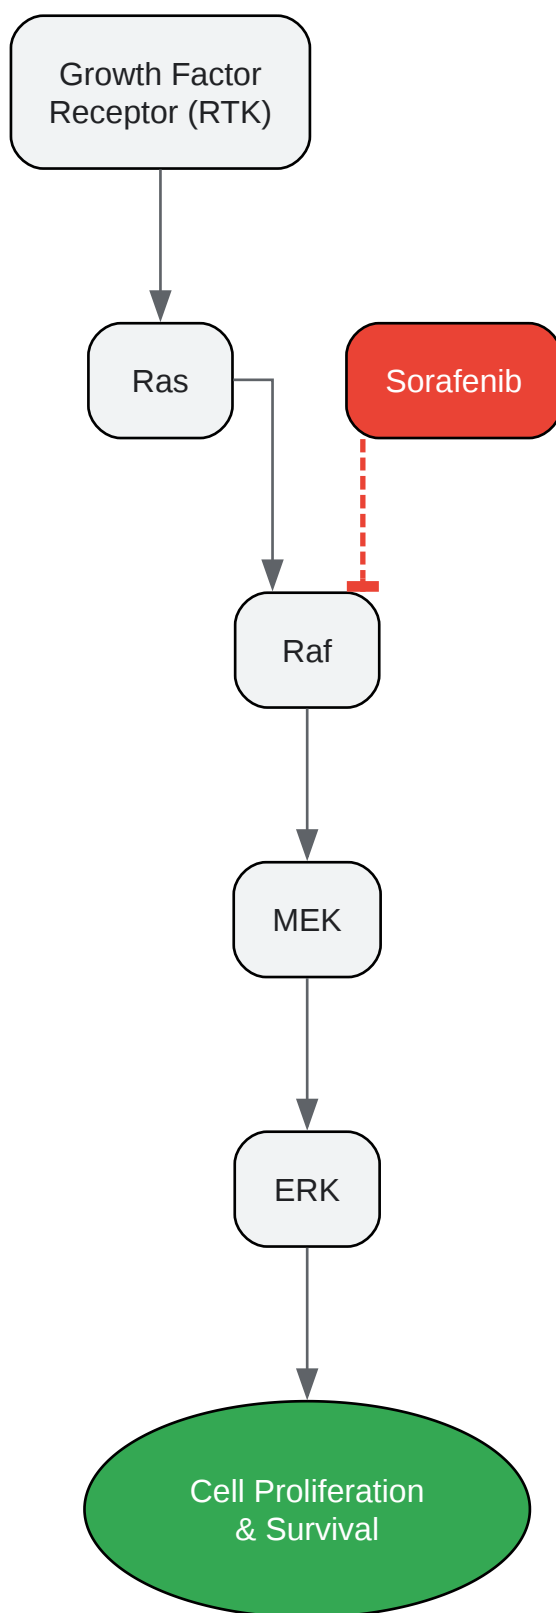 Growth Factor
Receptor (RTK)
Ras
Sorafenib
Raf
MEK
ERK
Cell Proliferation
& Survival